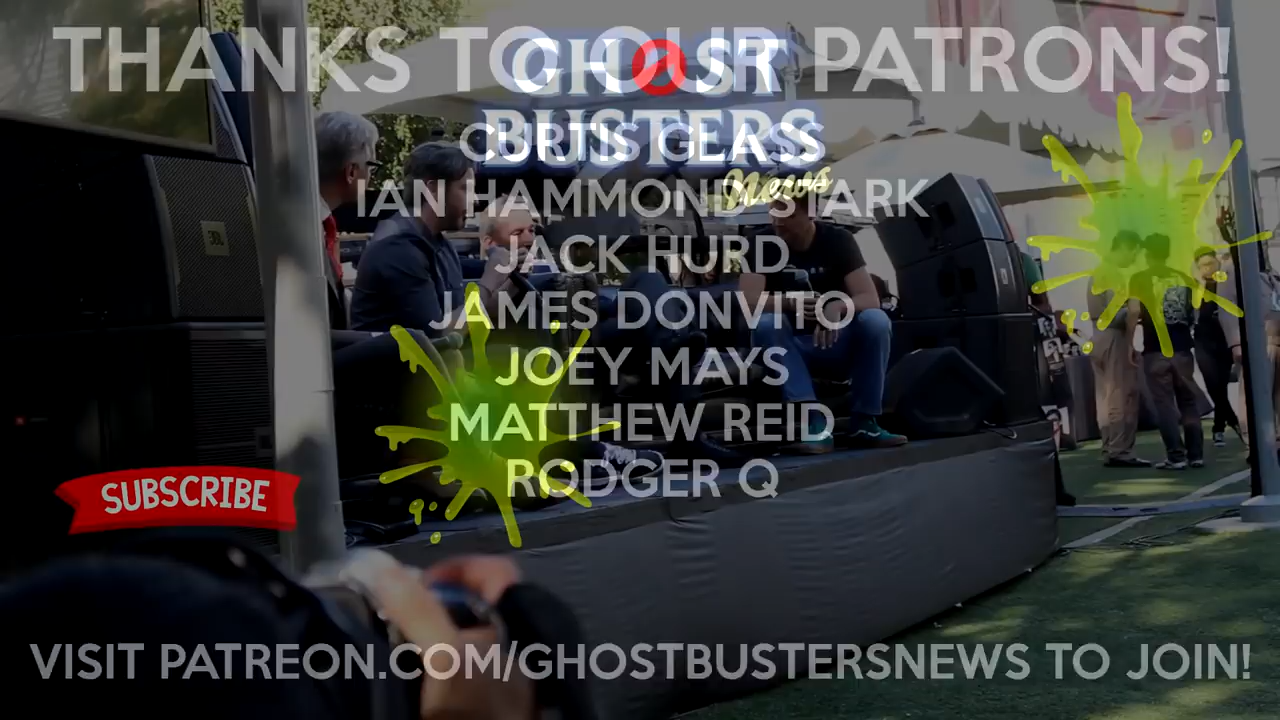 THANKS TO OUR PATRONS!
GHOST
BUSTERS
News
CURTIS GLASS
IAN HAMMOND STARK
JACK HURD
JAMES DONVITO
JOEY MAYS
MATTHEW REID
RODGER Q
JBL
SUBSCRIBE
VISIT PATREON.COM/GHOSTBUSTERSNEWS TO JOIN!